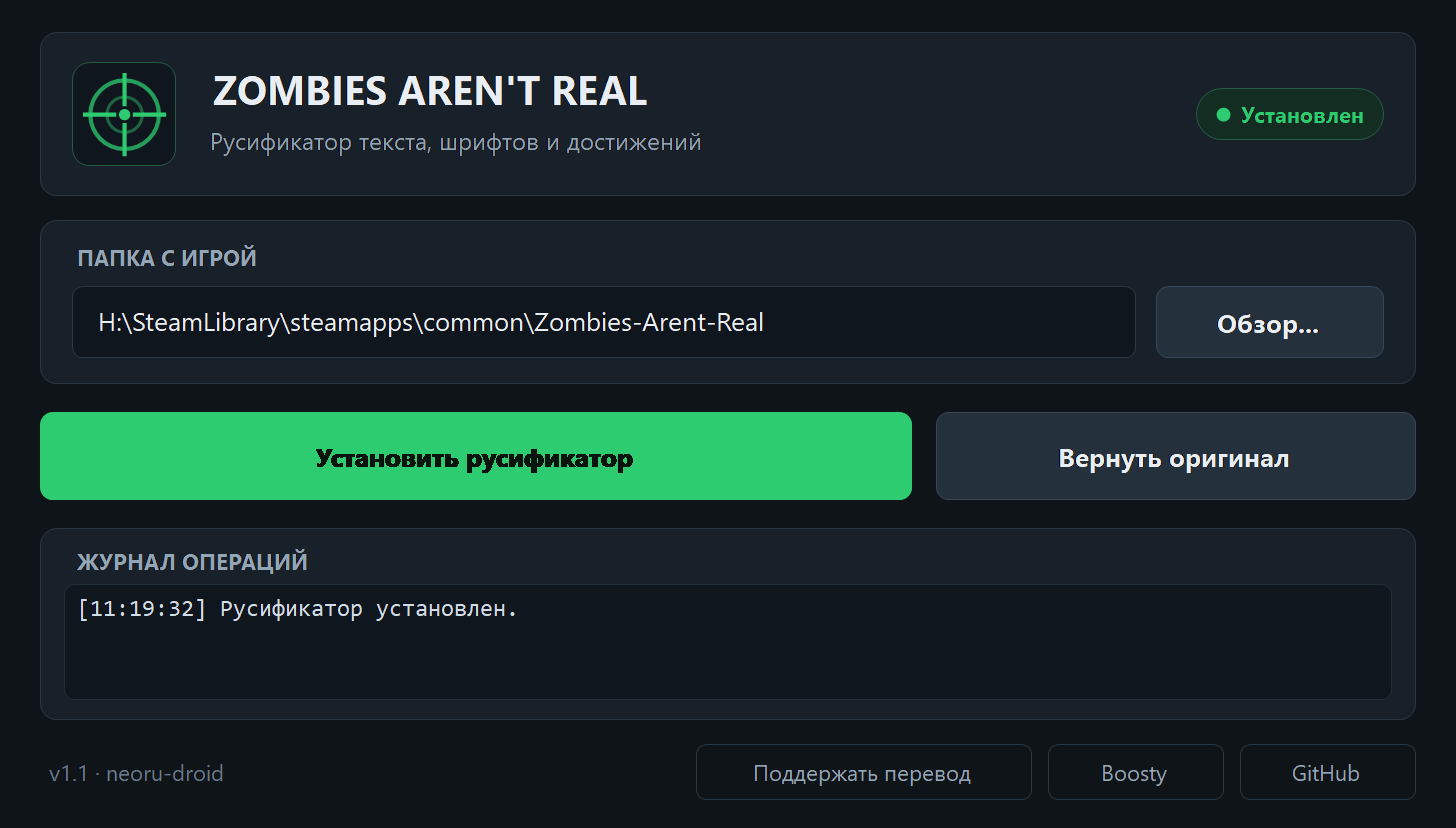 ZOMBIES AREN'T REAL
Русификатор текста, шрифтов и достижений
Установлен
ПАПКА С ИГРОЙ
H:\SteamLibrary\steamapps\common\Zombies-Arent-Real
Обзор...
Установить русификатор
Вернуть оригинал
ЖУРНАЛ ОПЕРАЦИЙ
[11:19:32] Русификатор установлен.
v1.1 · neoru-droid
Поддержать перевод
Boosty
GitHub